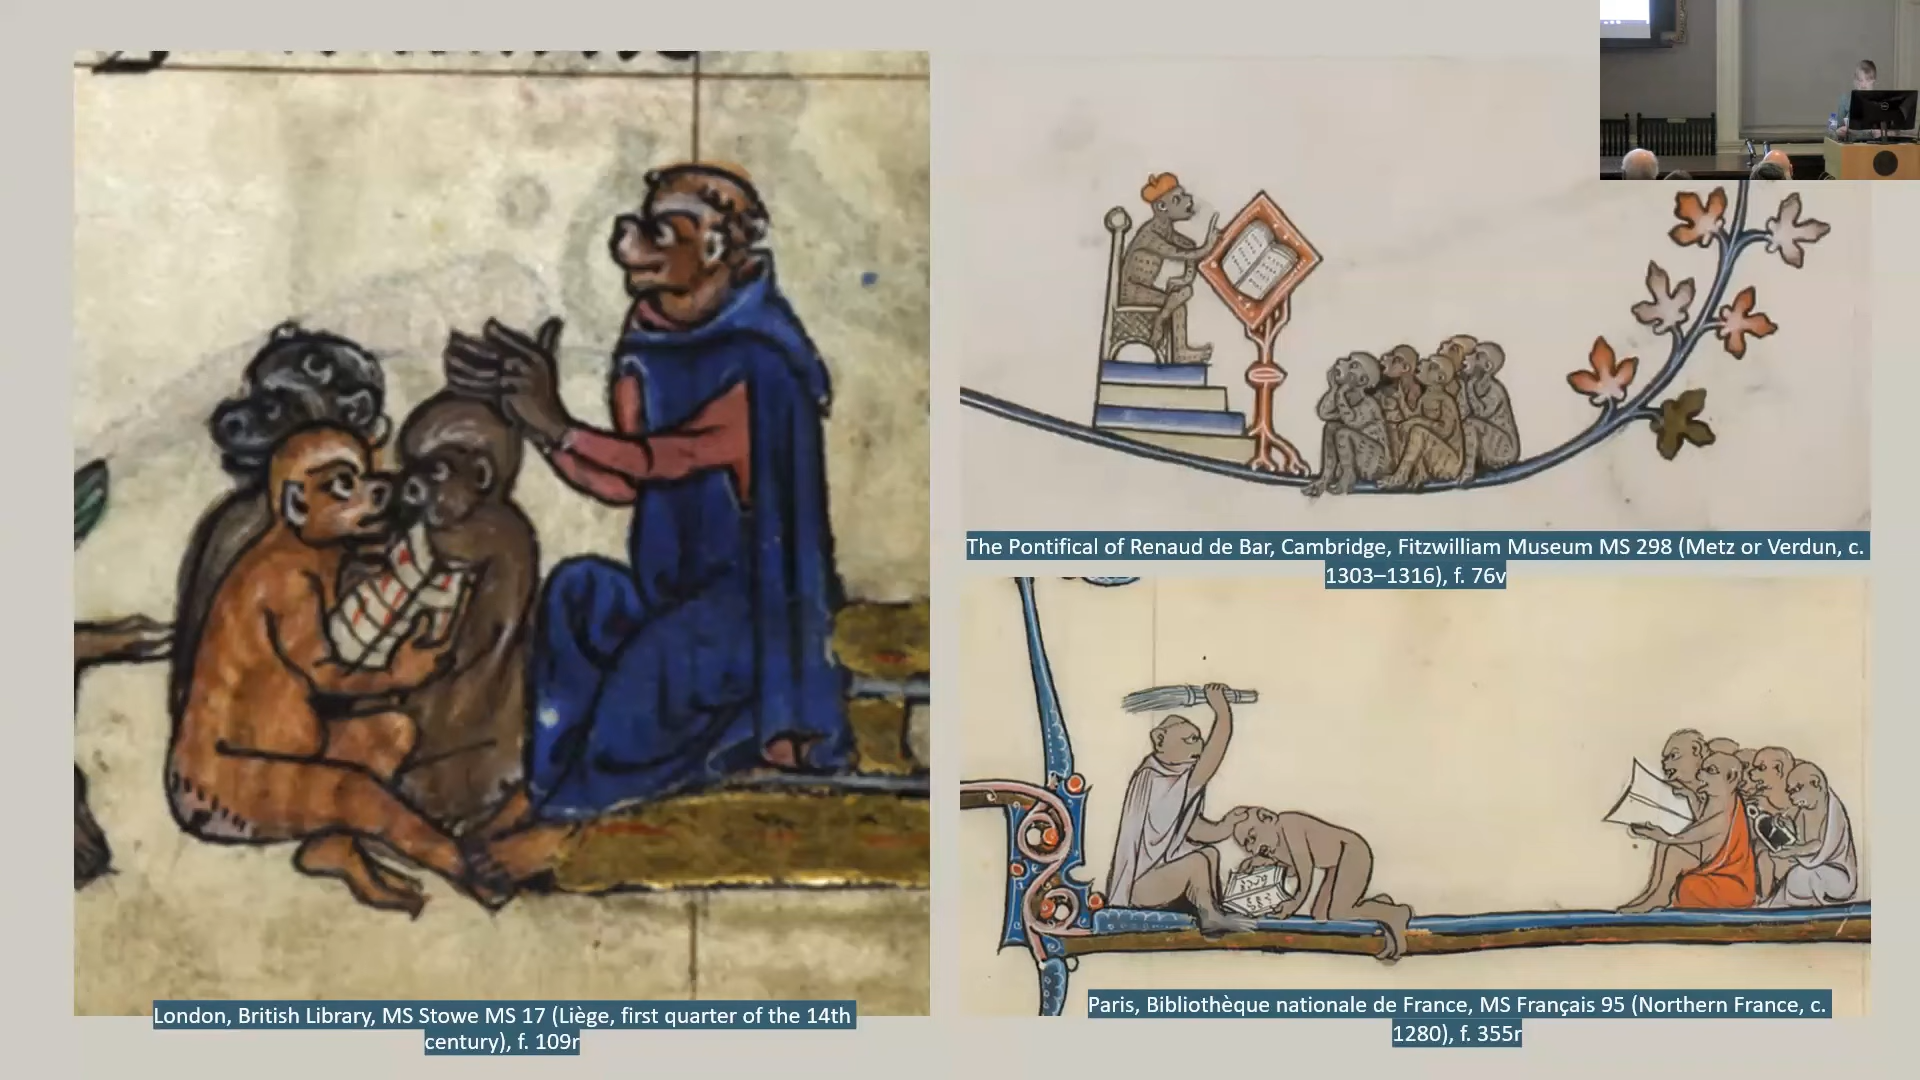 London, British Library, MS Stowe MS 17 (Liège, first quarter of the 14th
century), f. 109r
The Pontifical of Renaud de Bar, Cambridge, Fitzwilliam Museum MS 298 (Metz or Verdun, c.
1303–1316), f. 76v
Paris, Bibliothèque nationale de France, MS Français 95 (Northern France, c.
1280), f. 355r